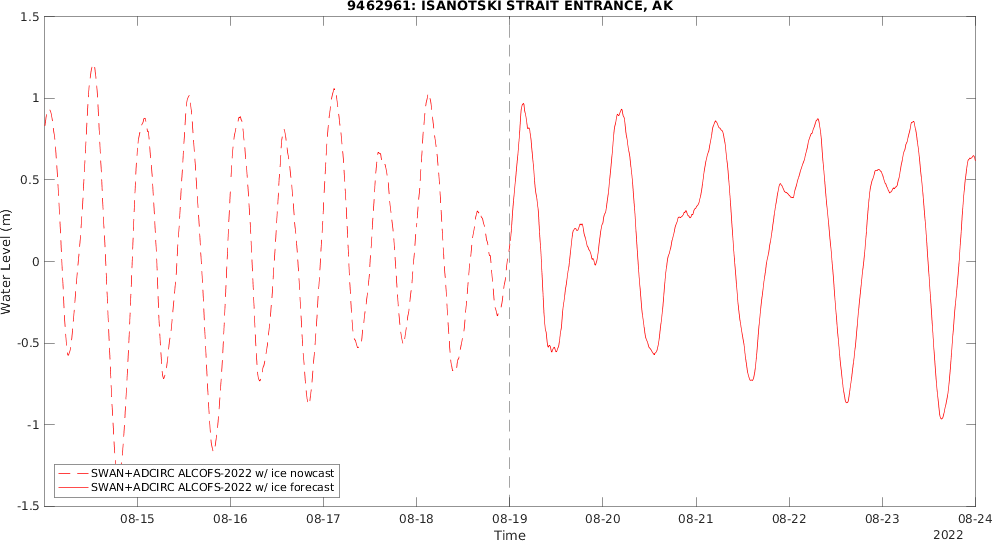 9462961: ISANOTSKI STRAIT ENTRANCE, AK
1.5
1
0.5
0
-0.5
-1
-1.5
Water Level (m)
SWAN+ADCIRC ALCOFS-2022 w/ ice nowcast
SWAN+ADCIRC ALCOFS-2022 w/ ice forecast
08-15 08-16 08-17 08-18 08-19 08-20 08-21 08-22 08-23 08-24
Time
2022